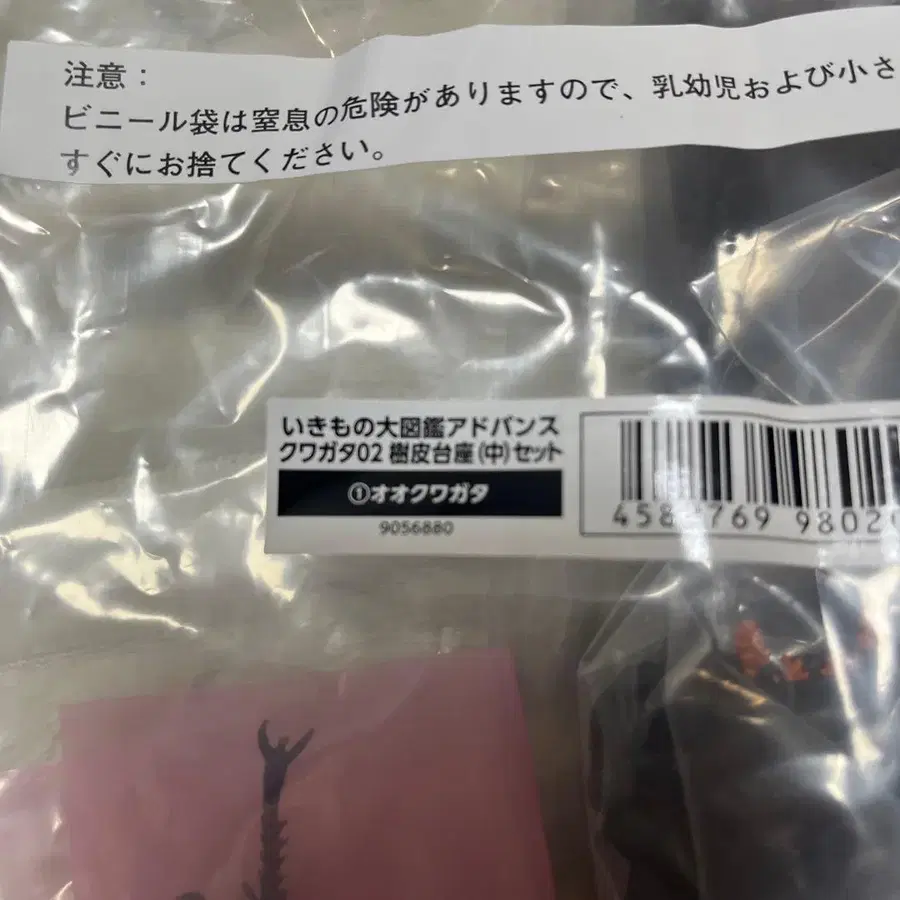 注意：
ビニール袋は窒息の危険がありますので、乳幼児および小さ
すぐにお捨てください。
いきもの大図鑑アドバンス
クワガタ02 樹皮台座(中)セット
①オオクワガタ
9056880
769 98020